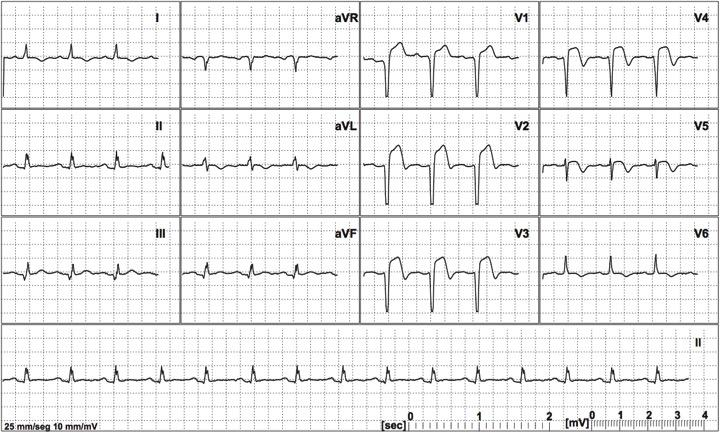 I aVR V1 V4
II aVL V2 V5
III aVF V3 V6
II
25 mm/seg 10 mm/mV [sec] 0 1 2 [mV] 0 1 2 3 4